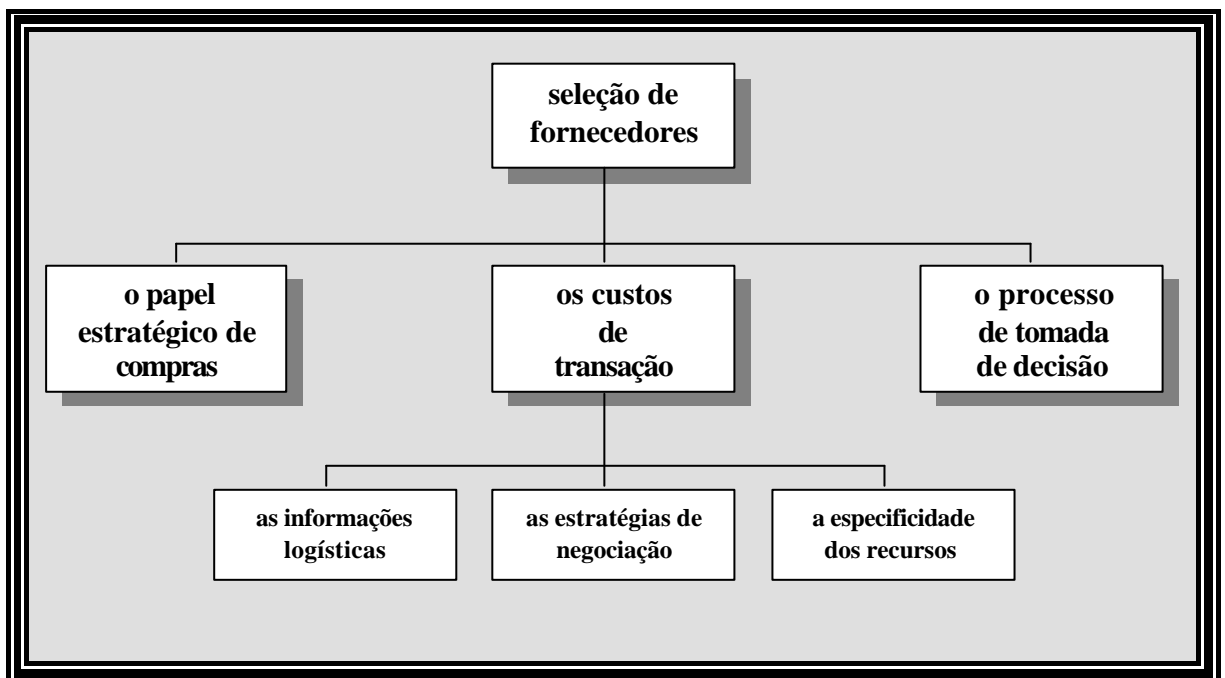 seleção de
fornecedores
o papel
estratégico de
compras
os custos
de
transação
o processo
de tomada
de decisão
as informações
logísticas
as estratégias de
negociação
a especificidade
dos recursos